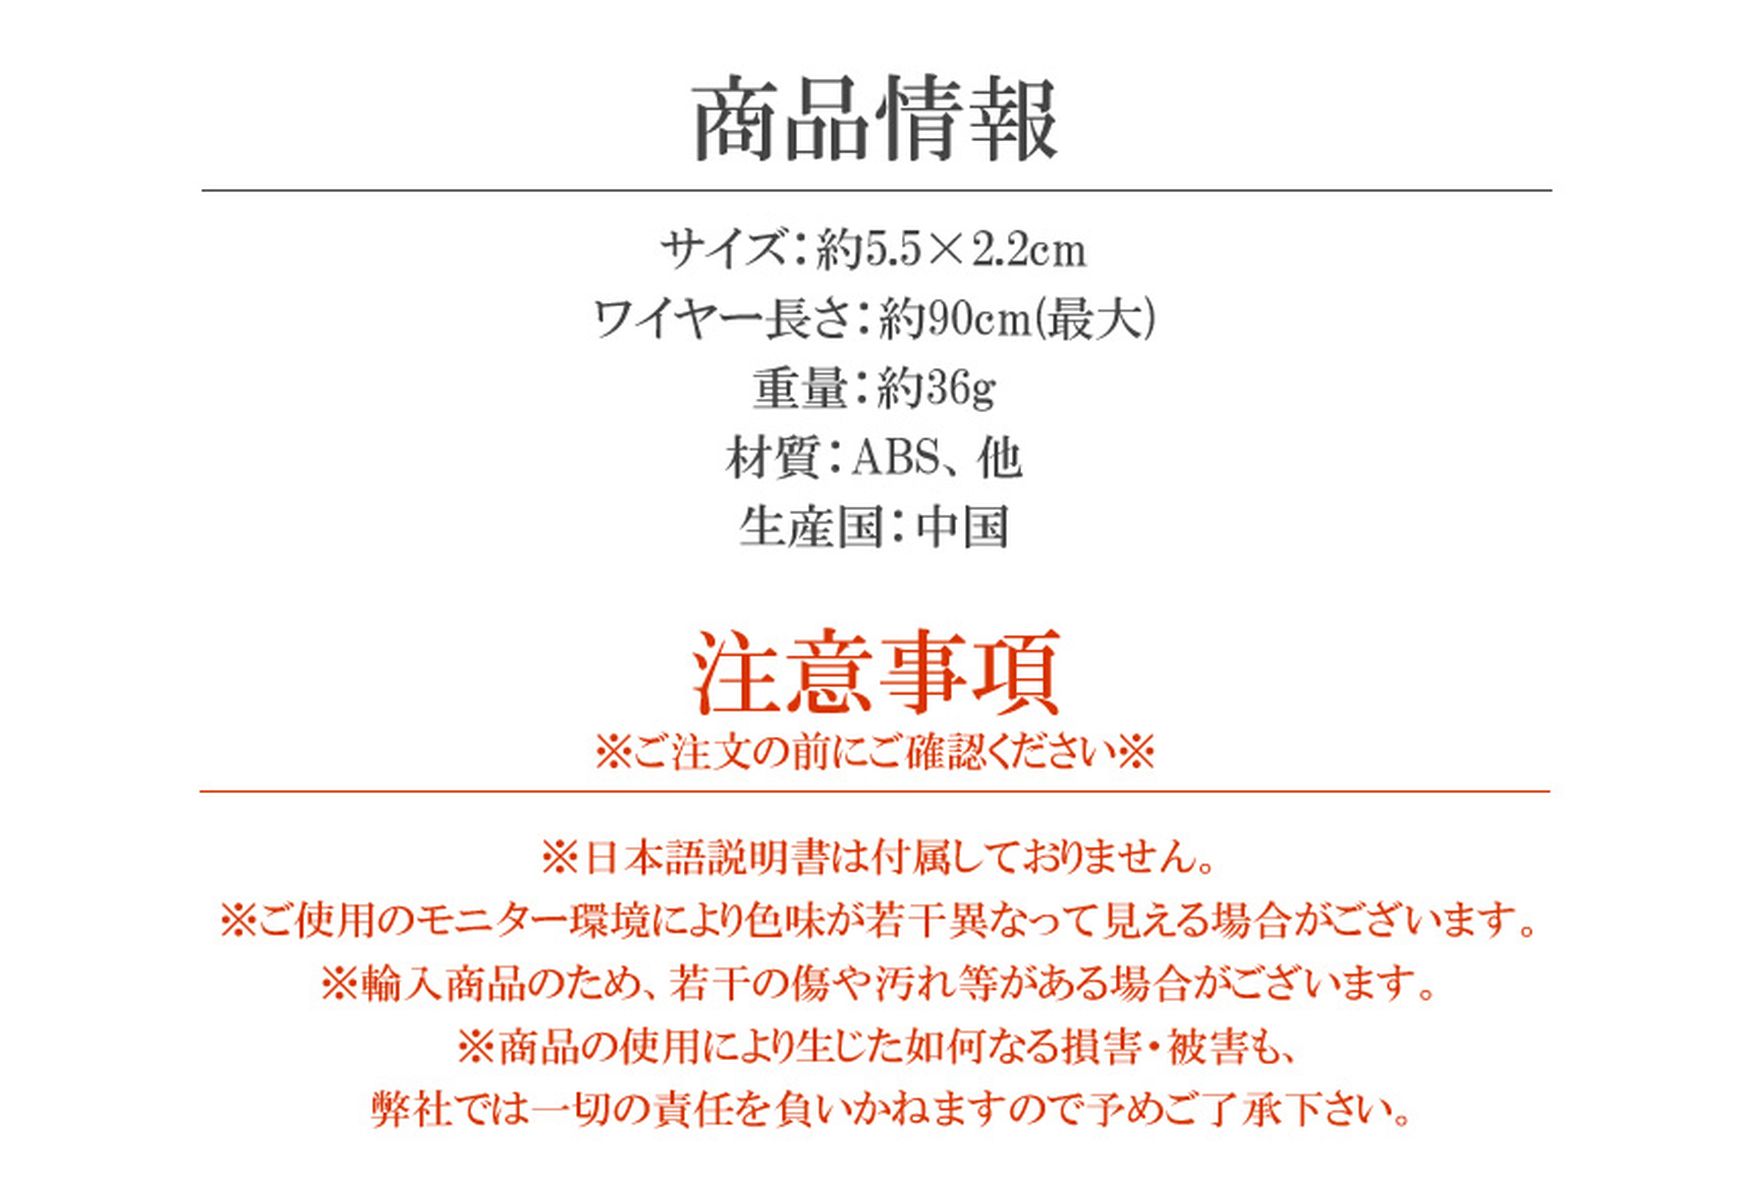 商品情報
サイズ：約5.5×2.2cm
ワイヤー長さ：約90cm(最大)
重量：約36g
材質：ABS、他
生産国：中国
注意事項
※ご注文の前にご確認ください※
※日本語説明書は付属しておりません。
※ご使用のモニター環境により色味が若干異なって見える場合がございます。
※輸入商品のため、若干の傷や汚れ等がある場合がございます。
※商品の使用により生じた如何なる損害・被害も、
弊社では一切の責任を負いかねますので予めご了承下さい。